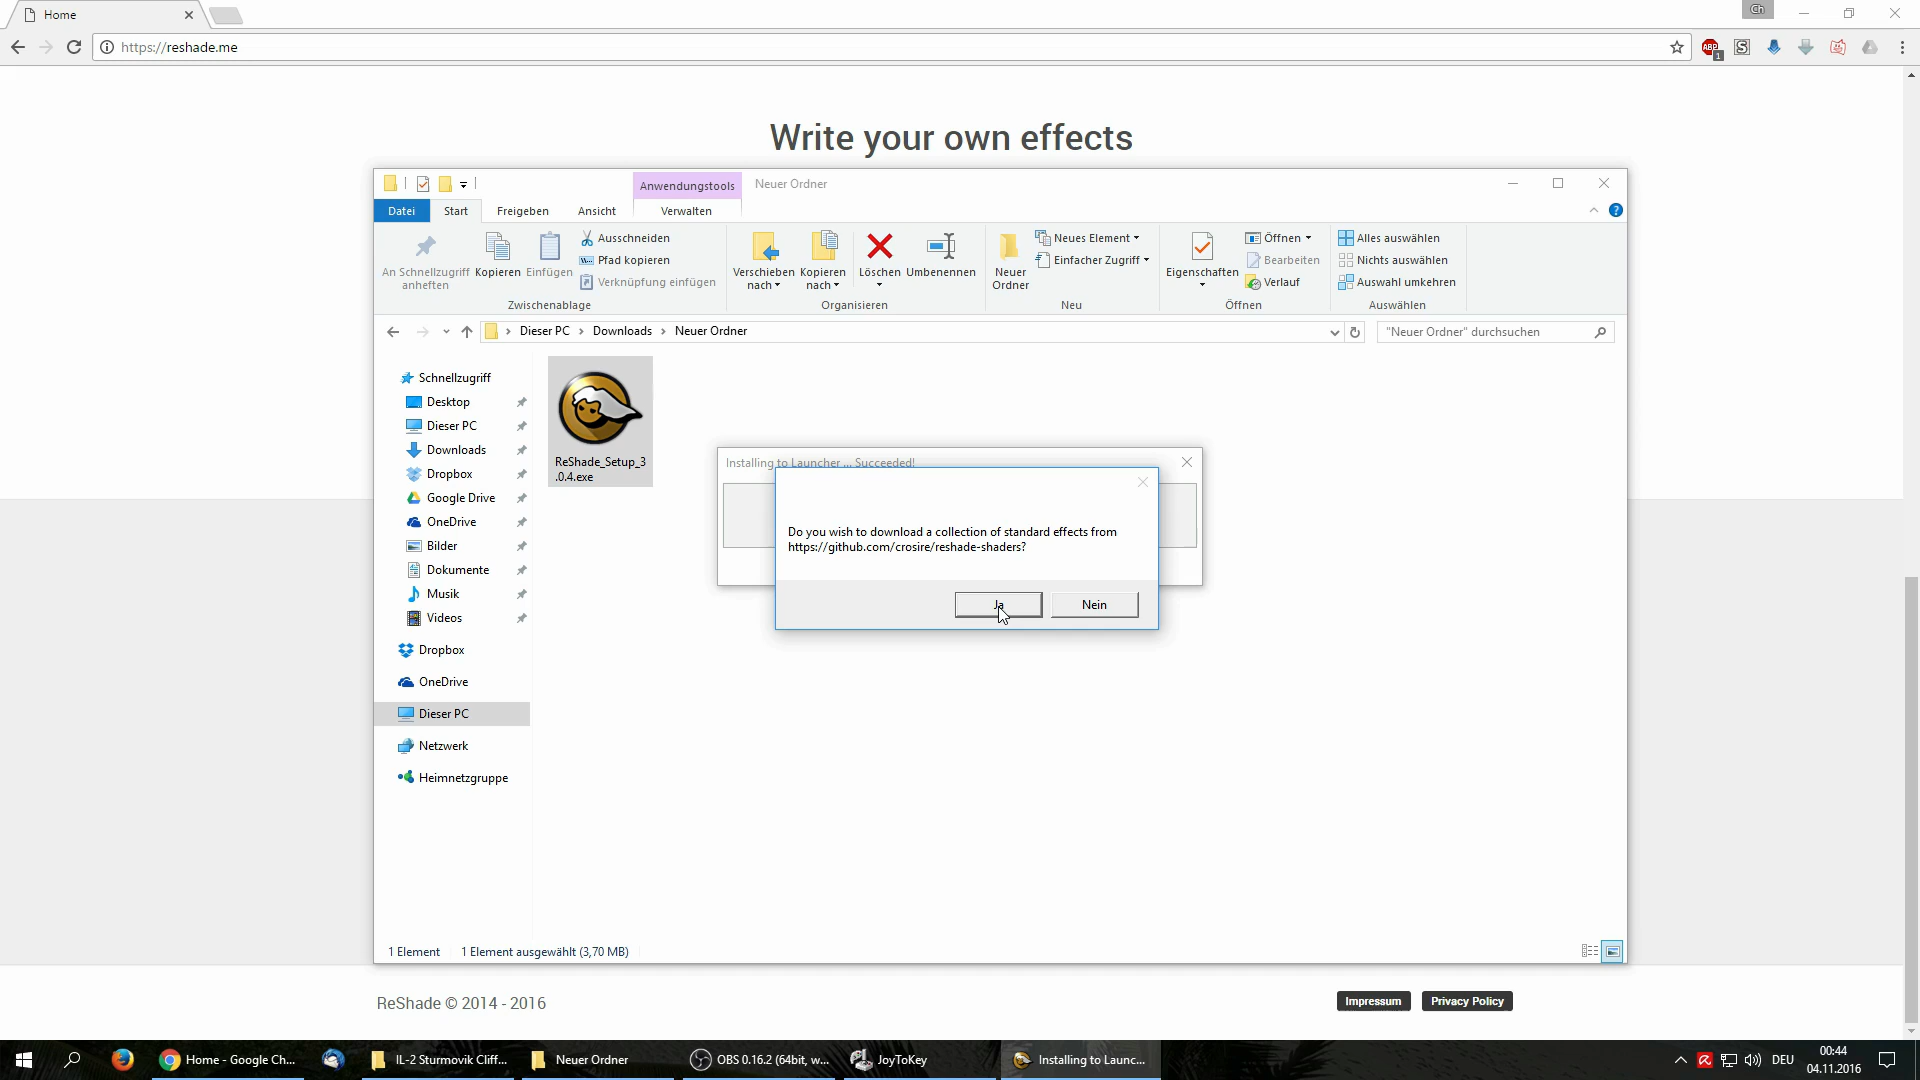 Home
Ch
https://reshade.me
ABP
1
S
Write your own effects
Anwendungstools
Neuer Ordner
Datei
Start
Freigeben
Ansicht
Verwalten
An Schnellzugriff
anheften
Kopieren
Einfügen
Ausschneiden
Pfad kopieren
Verknüpfung einfügen
Zwischenablage
Verschieben
nach
Kopieren
nach
Löschen
Umbenennen
Organisieren
Neuer
Ordner
Neues Element
Einfacher Zugriff
Neu
Eigenschaften
Öffnen
Bearbeiten
Verlauf
Öffnen
Alles auswählen
Nichts auswählen
Auswahl umkehren
Auswählen
Dieser PC
Downloads
Neuer Ordner
"Neuer Ordner" durchsuchen
Schnellzugriff
Desktop
Dieser PC
Downloads
Dropbox
Google Drive
OneDrive
Bilder
Dokumente
Musik
Videos
Dropbox
OneDrive
Dieser PC
Netzwerk
Heimnetzgruppe
ReShade_Setup_3
.0.4.exe
Installing to Launcher ... Succeeded!
Do you wish to download a collection of standard effects from
https://github.com/crosire/reshade-shaders?
Ja
Nein
1 Element
1 Element ausgewählt (3,70 MB)
ReShade © 2014 - 2016
Impressum
Privacy Policy
Home - Google Ch...
IL-2 Sturmovik Cliff...
Neuer Ordner
OBS 0.16.2 (64bit, w...
JoyToKey
Installing to Launc...
DEU
00:44
04.11.2016